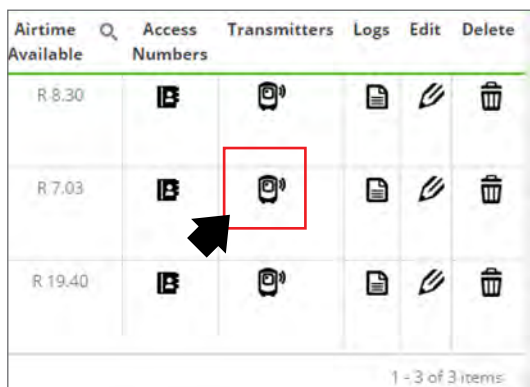 Airtime Available Access Numbers Transmitters Logs Edit Delete
R 8.30
R 7.03
R 19.40
1 - 3 of 3 items